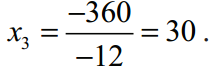 x₃ = −360 / −12 = 30 .